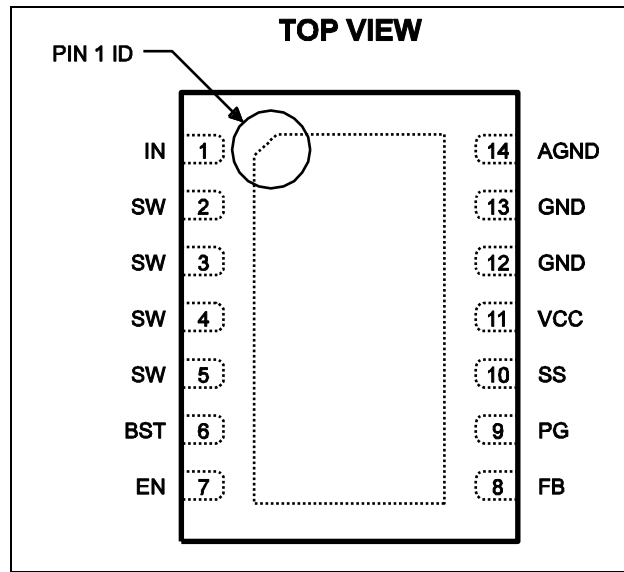 TOP VIEW
PIN 1 ID
IN 1 14 AGND
SW 2 13 GND
SW 3 12 GND
SW 4 11 VCC
SW 5 10 SS
BST 6 9 PG
EN 7 8 FB